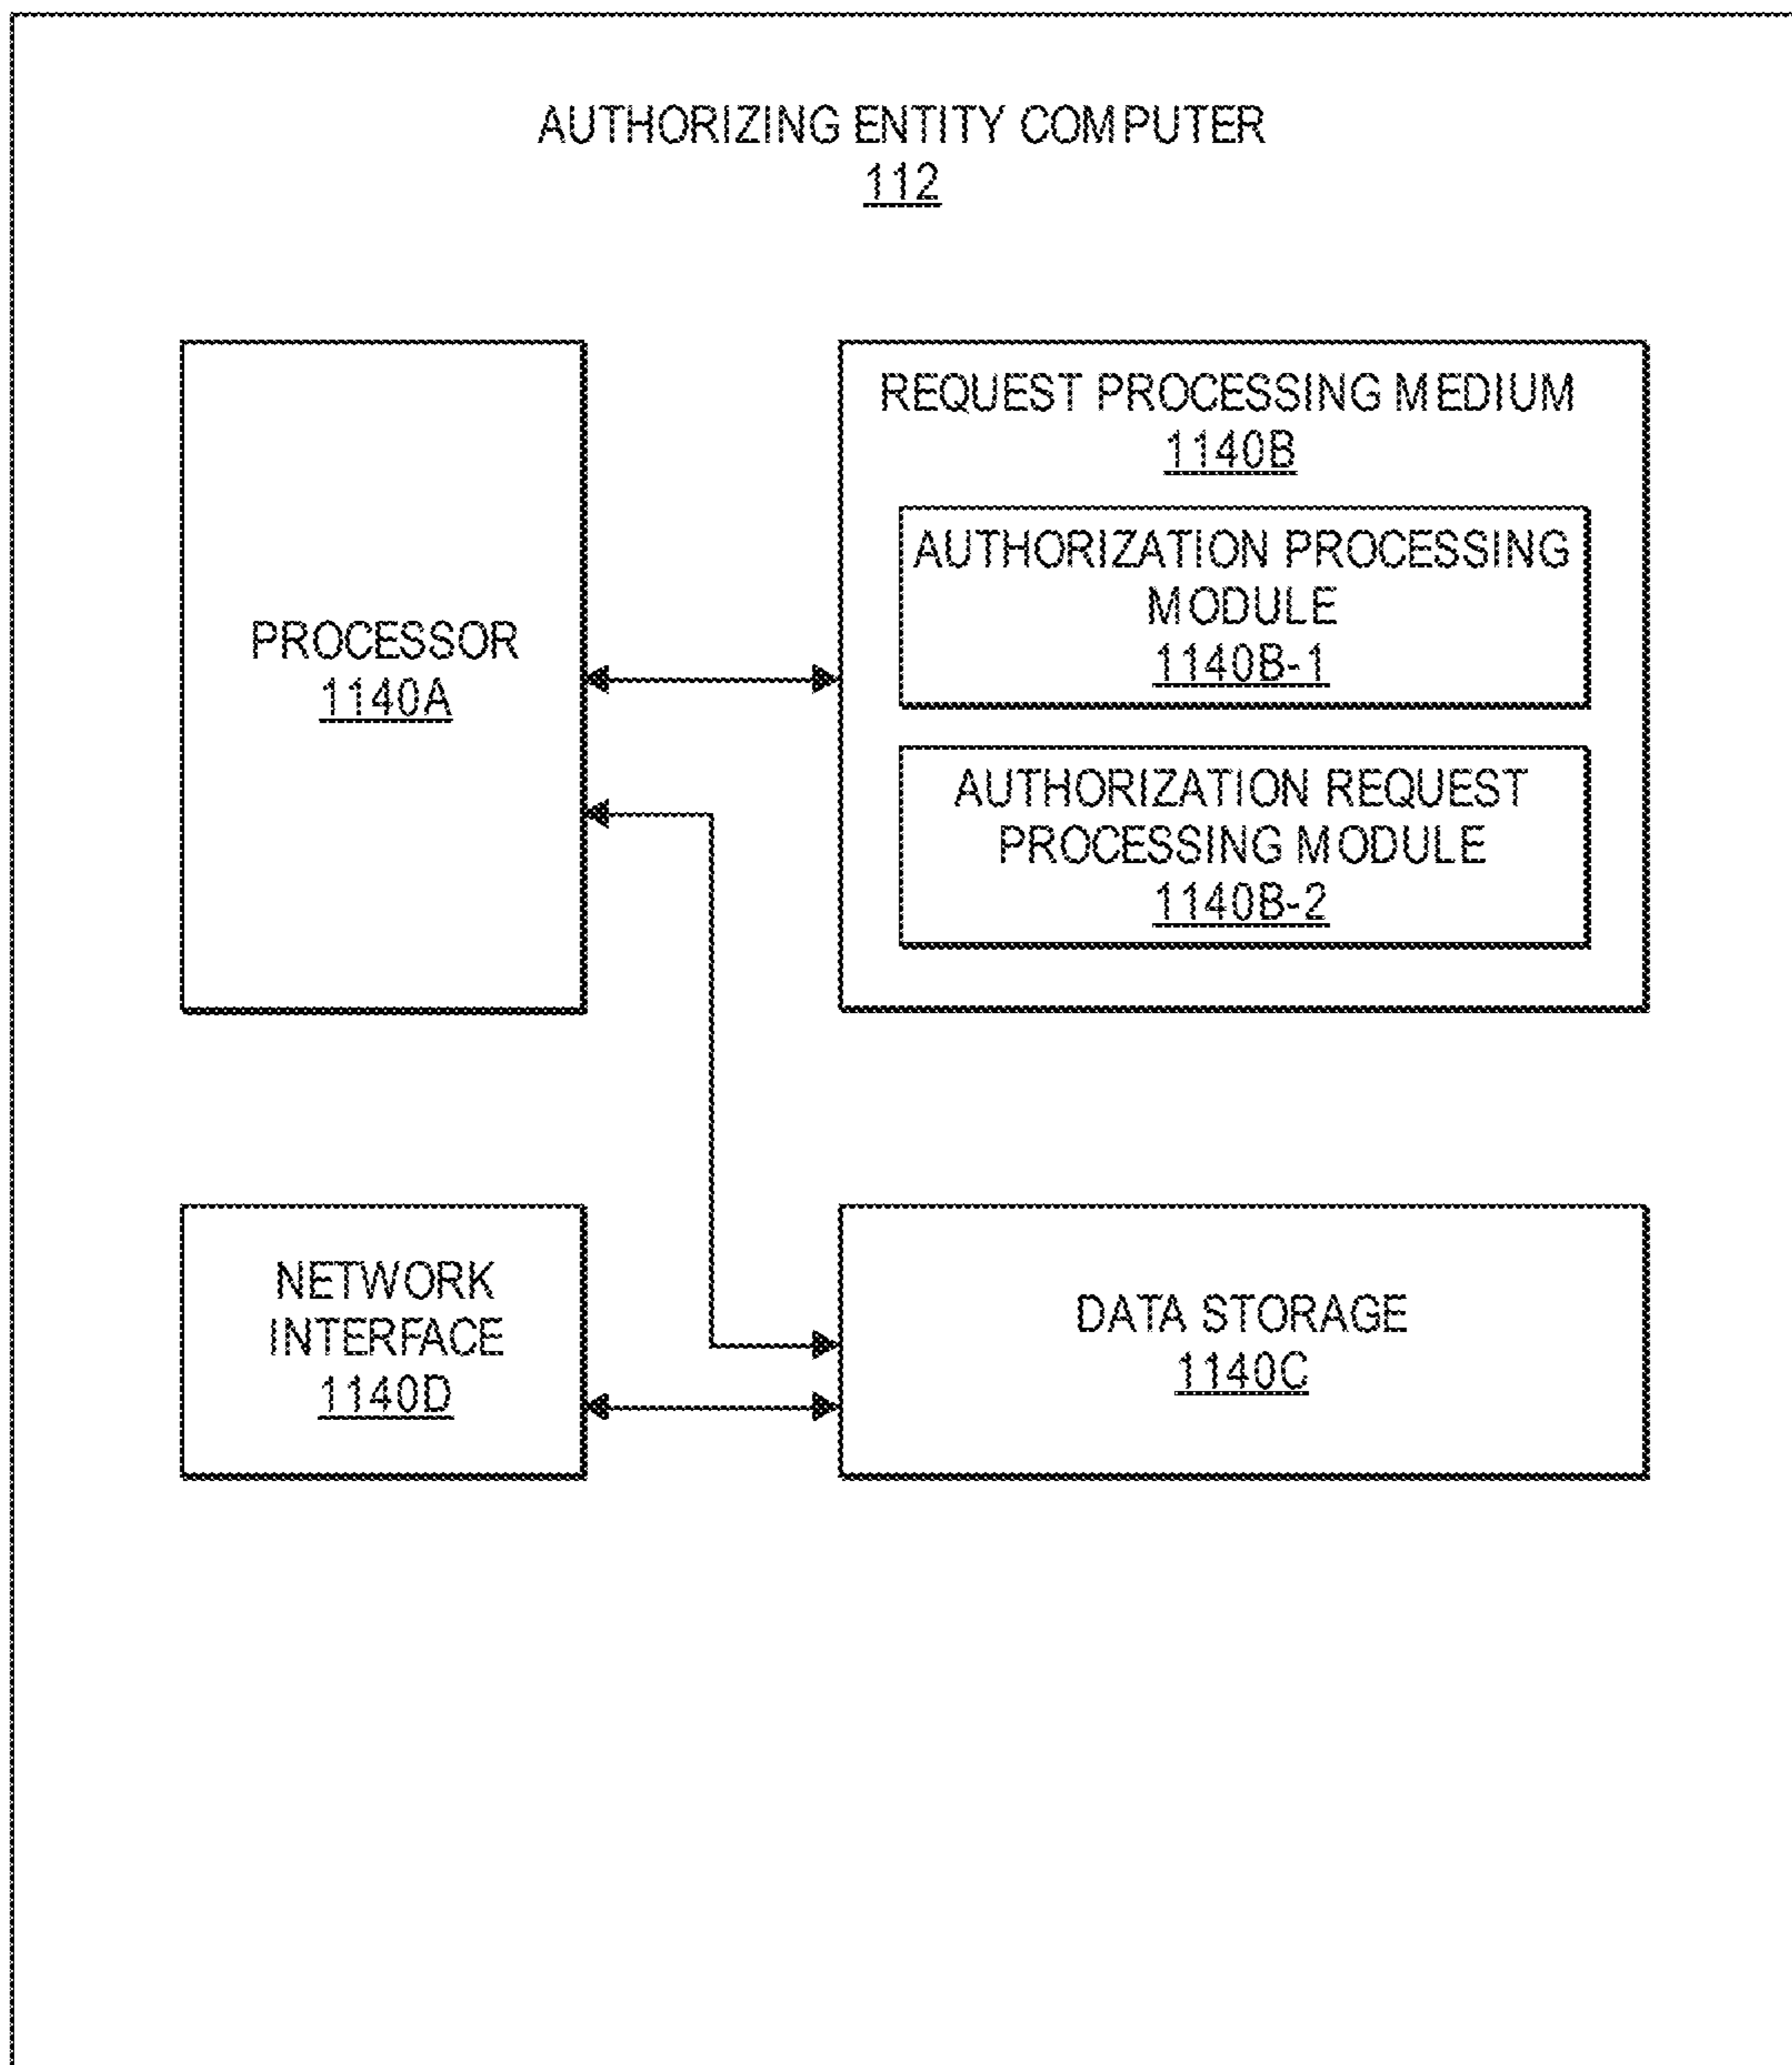 AUTHORIZING ENTITY COMPUTER
112
PROCESSOR
1140A
REQUEST PROCESSING MEDIUM
1140B
AUTHORIZATION PROCESSING
MODULE
1140B-1
AUTHORIZATION REQUEST
PROCESSING MODULE
1140B-2
NETWORK
INTERFACE
1140D
DATA STORAGE
1140C